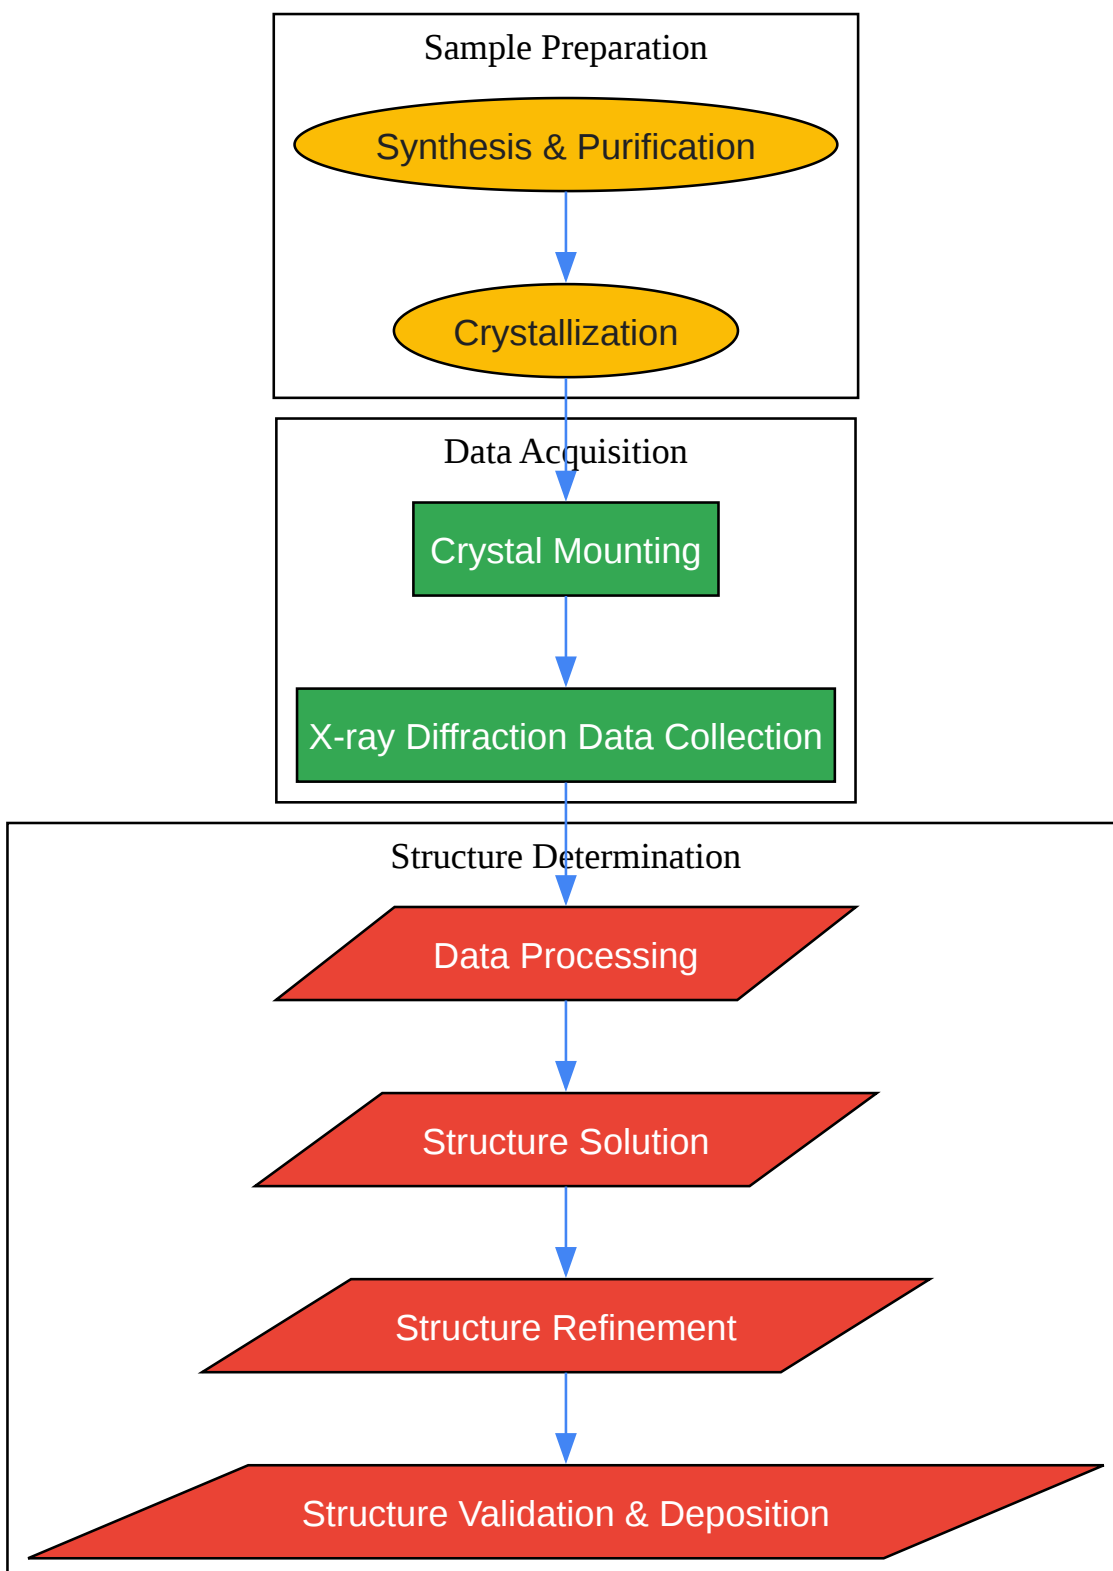 Sample Preparation
Synthesis & Purification
Crystallization
Data Acquisition
Crystal Mounting
X-ray Diffraction Data Collection
Structure Determination
Data Processing
Structure Solution
Structure Refinement
Structure Validation & Deposition